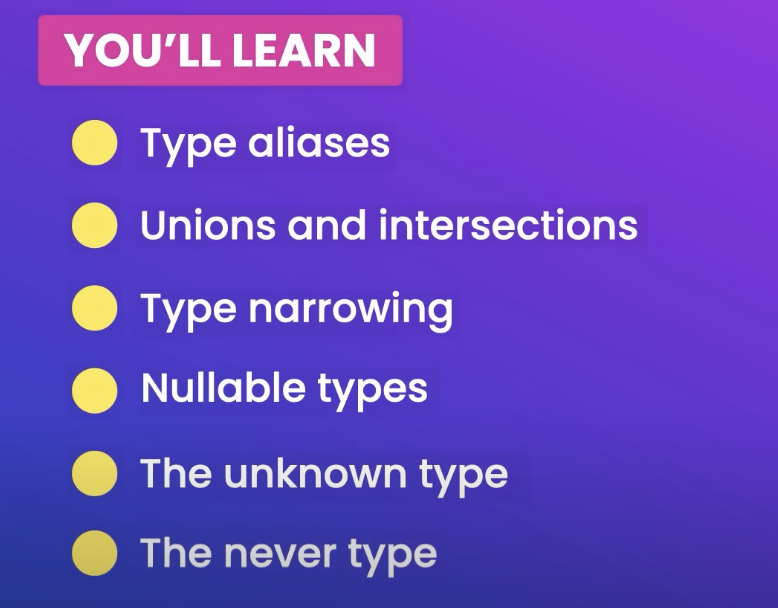 YOU’LL LEARN
Type aliases
Unions and intersections
Type narrowing
Nullable types
The unknown type
The never type